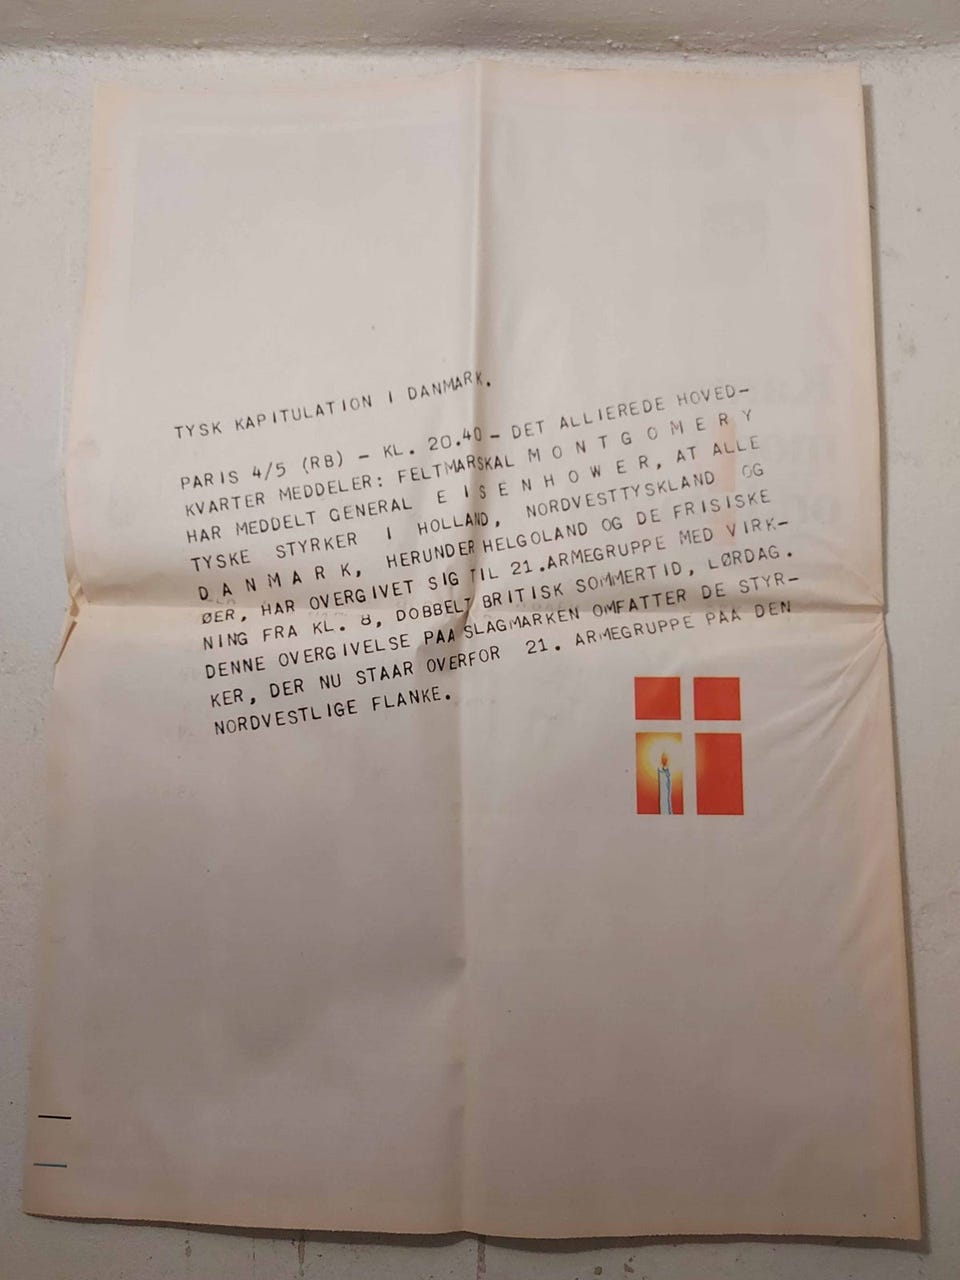 TYSK KAPITULATION I DANMARK.
PARIS 4/5 (RB) - KL. 20.40 - DET ALLIEREDE HOVED-
KVARTER MEDDELER: FELTMARSKAL M O N T G O M E R Y
HAR MEDDELT GENERAL E I S E N H O W E R, AT ALLE
TYSKE STYRKER I HOLLAND, NORDVESTTYSKLAND OG
D A N M A R K, HERUNDER HELGOLAND OG DE FRISISKE
ØER, HAR OVERGIVET SIG TIL 21.ARMEGRUPPE MED VIRK-
NING FRA KL. 8, DOBBELT BRITISK SOMMERTID, LØRDAG.
DENNE OVERGIVELSE PAA SLAGMARKEN OMFATTER DE STYR-
KER, DER NU STAAR OVERFOR 21. ARMEGRUPPE PAA DEN
NORDVESTLIGE FLANKE.